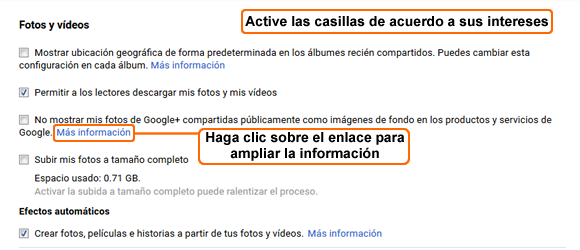 Active las casillas de acuerdo a sus intereses
Fotos y vídeos
Mostrar ubicación geográfica de forma predeterminada en los álbumes recién compartidos. Puedes cambiar esta
configuración en cada álbum. Más información
Permitir a los lectores descargar mis fotos y mis vídeos
No mostrar mis fotos de Google+ compartidas públicamente como imágenes de fondo en los productos y servicios de
Google. Más información
Haga clic sobre el enlace para
ampliar la información
Subir mis fotos a tamaño completo
Espacio usado: 0.71 GB.
Activar la subida a tamaño completo puede ralentizar el proceso.
Efectos automáticos
Crear fotos, películas e historias a partir de tus fotos y vídeos. Más información